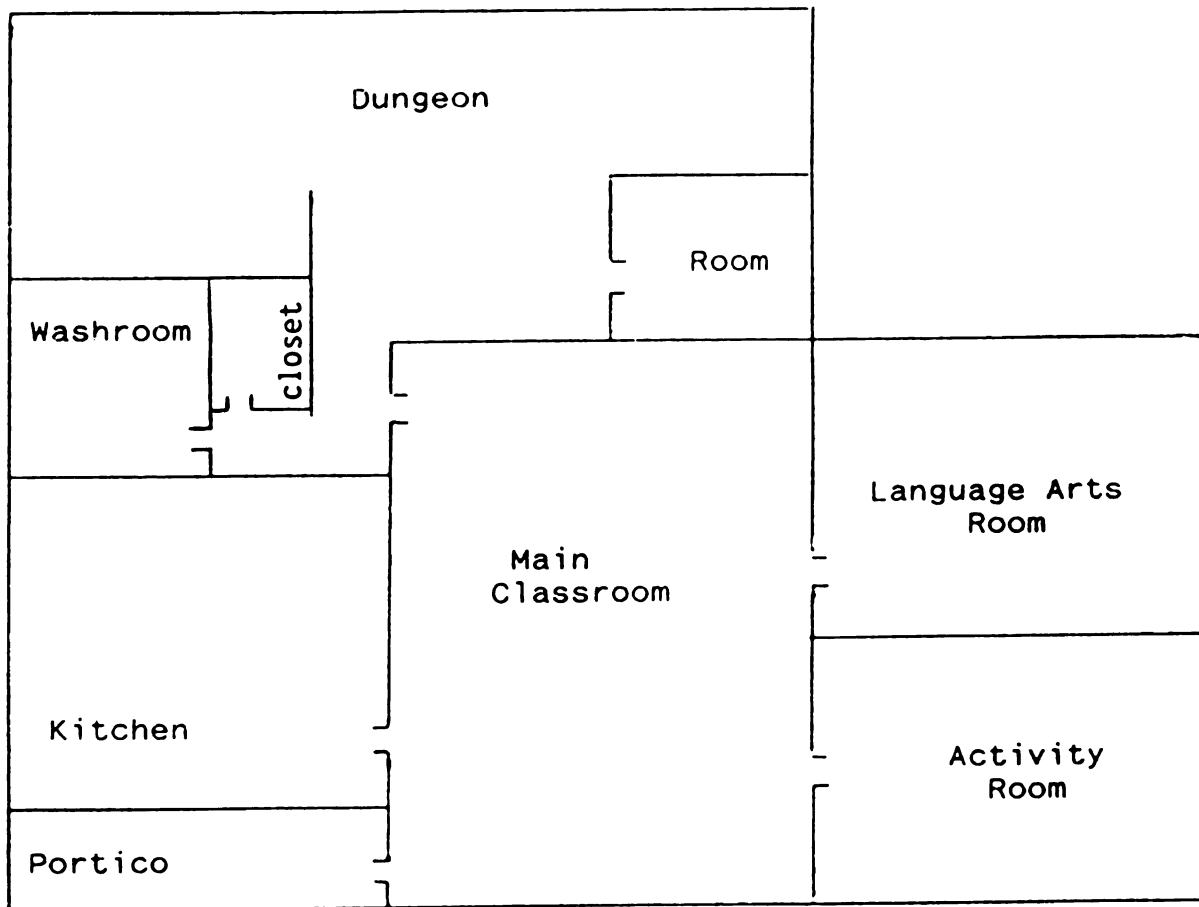 Dungeon
Room
Washroom
closet
Language Arts
Room
Main
Classroom
Kitchen
Activity
Room
Portico